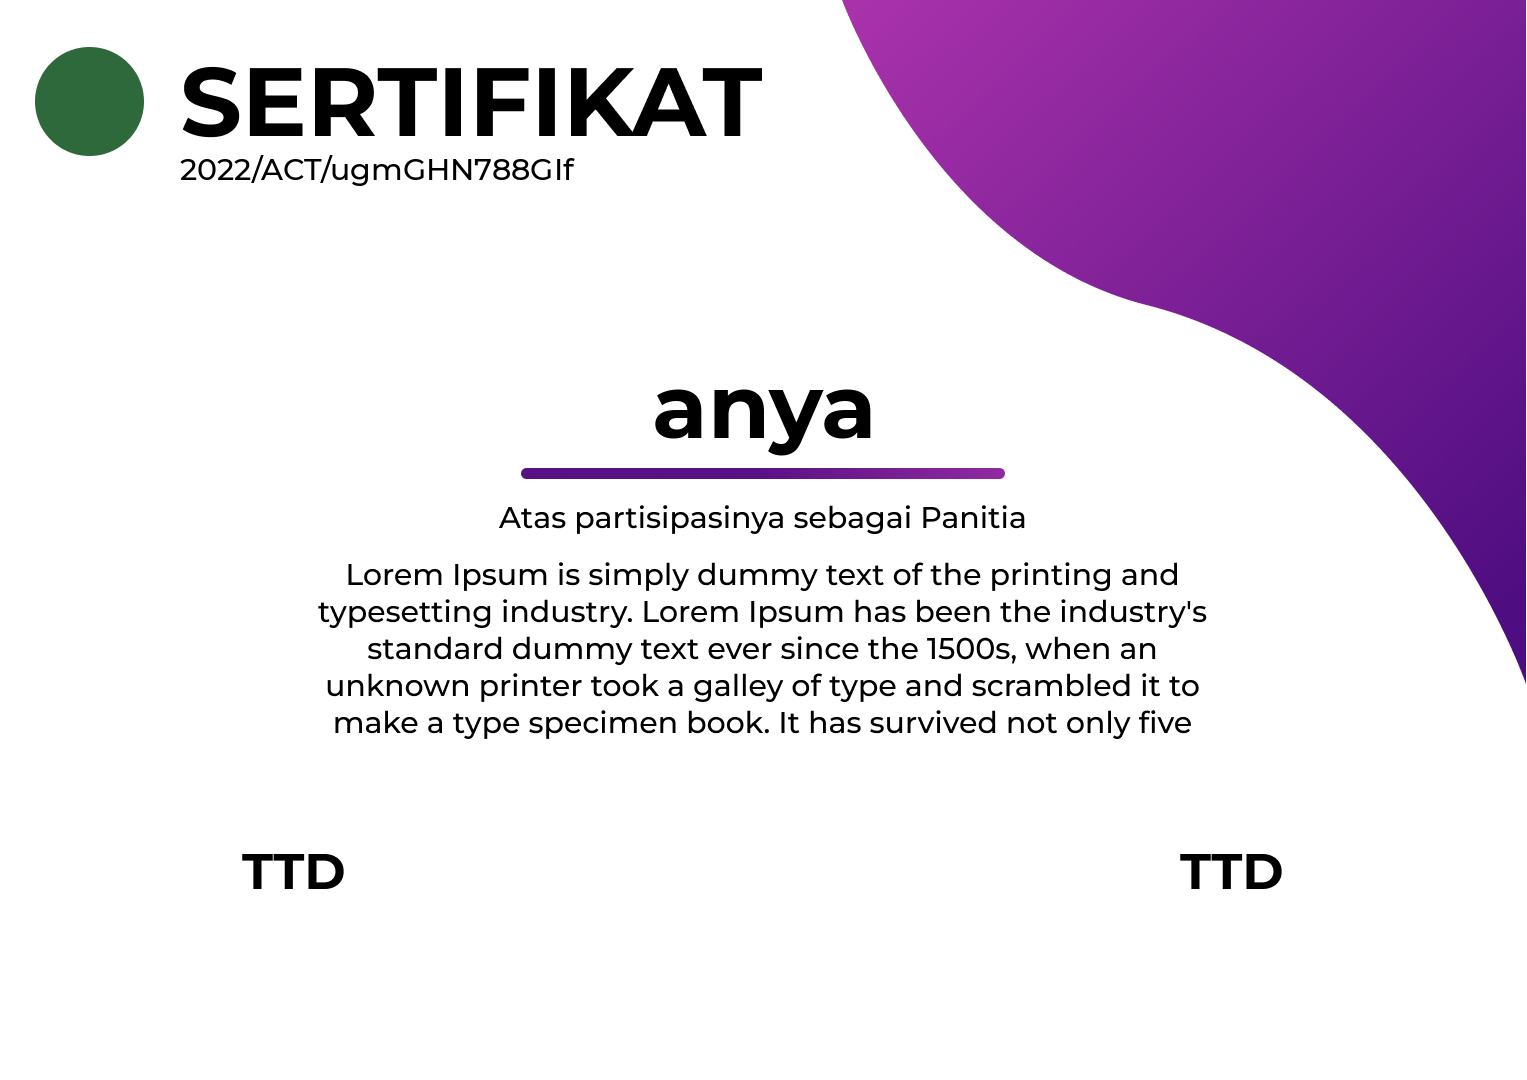 SERTIFIKAT
2022/ACT/ugmGHN788GIf
anya
Atas partisipasinya sebagai Panitia
Lorem Ipsum is simply dummy text of the printing and
typesetting industry. Lorem Ipsum has been the industry's
standard dummy text ever since the 1500s, when an
unknown printer took a galley of type and scrambled it to
make a type specimen book. It has survived not only five
TTD
TTD